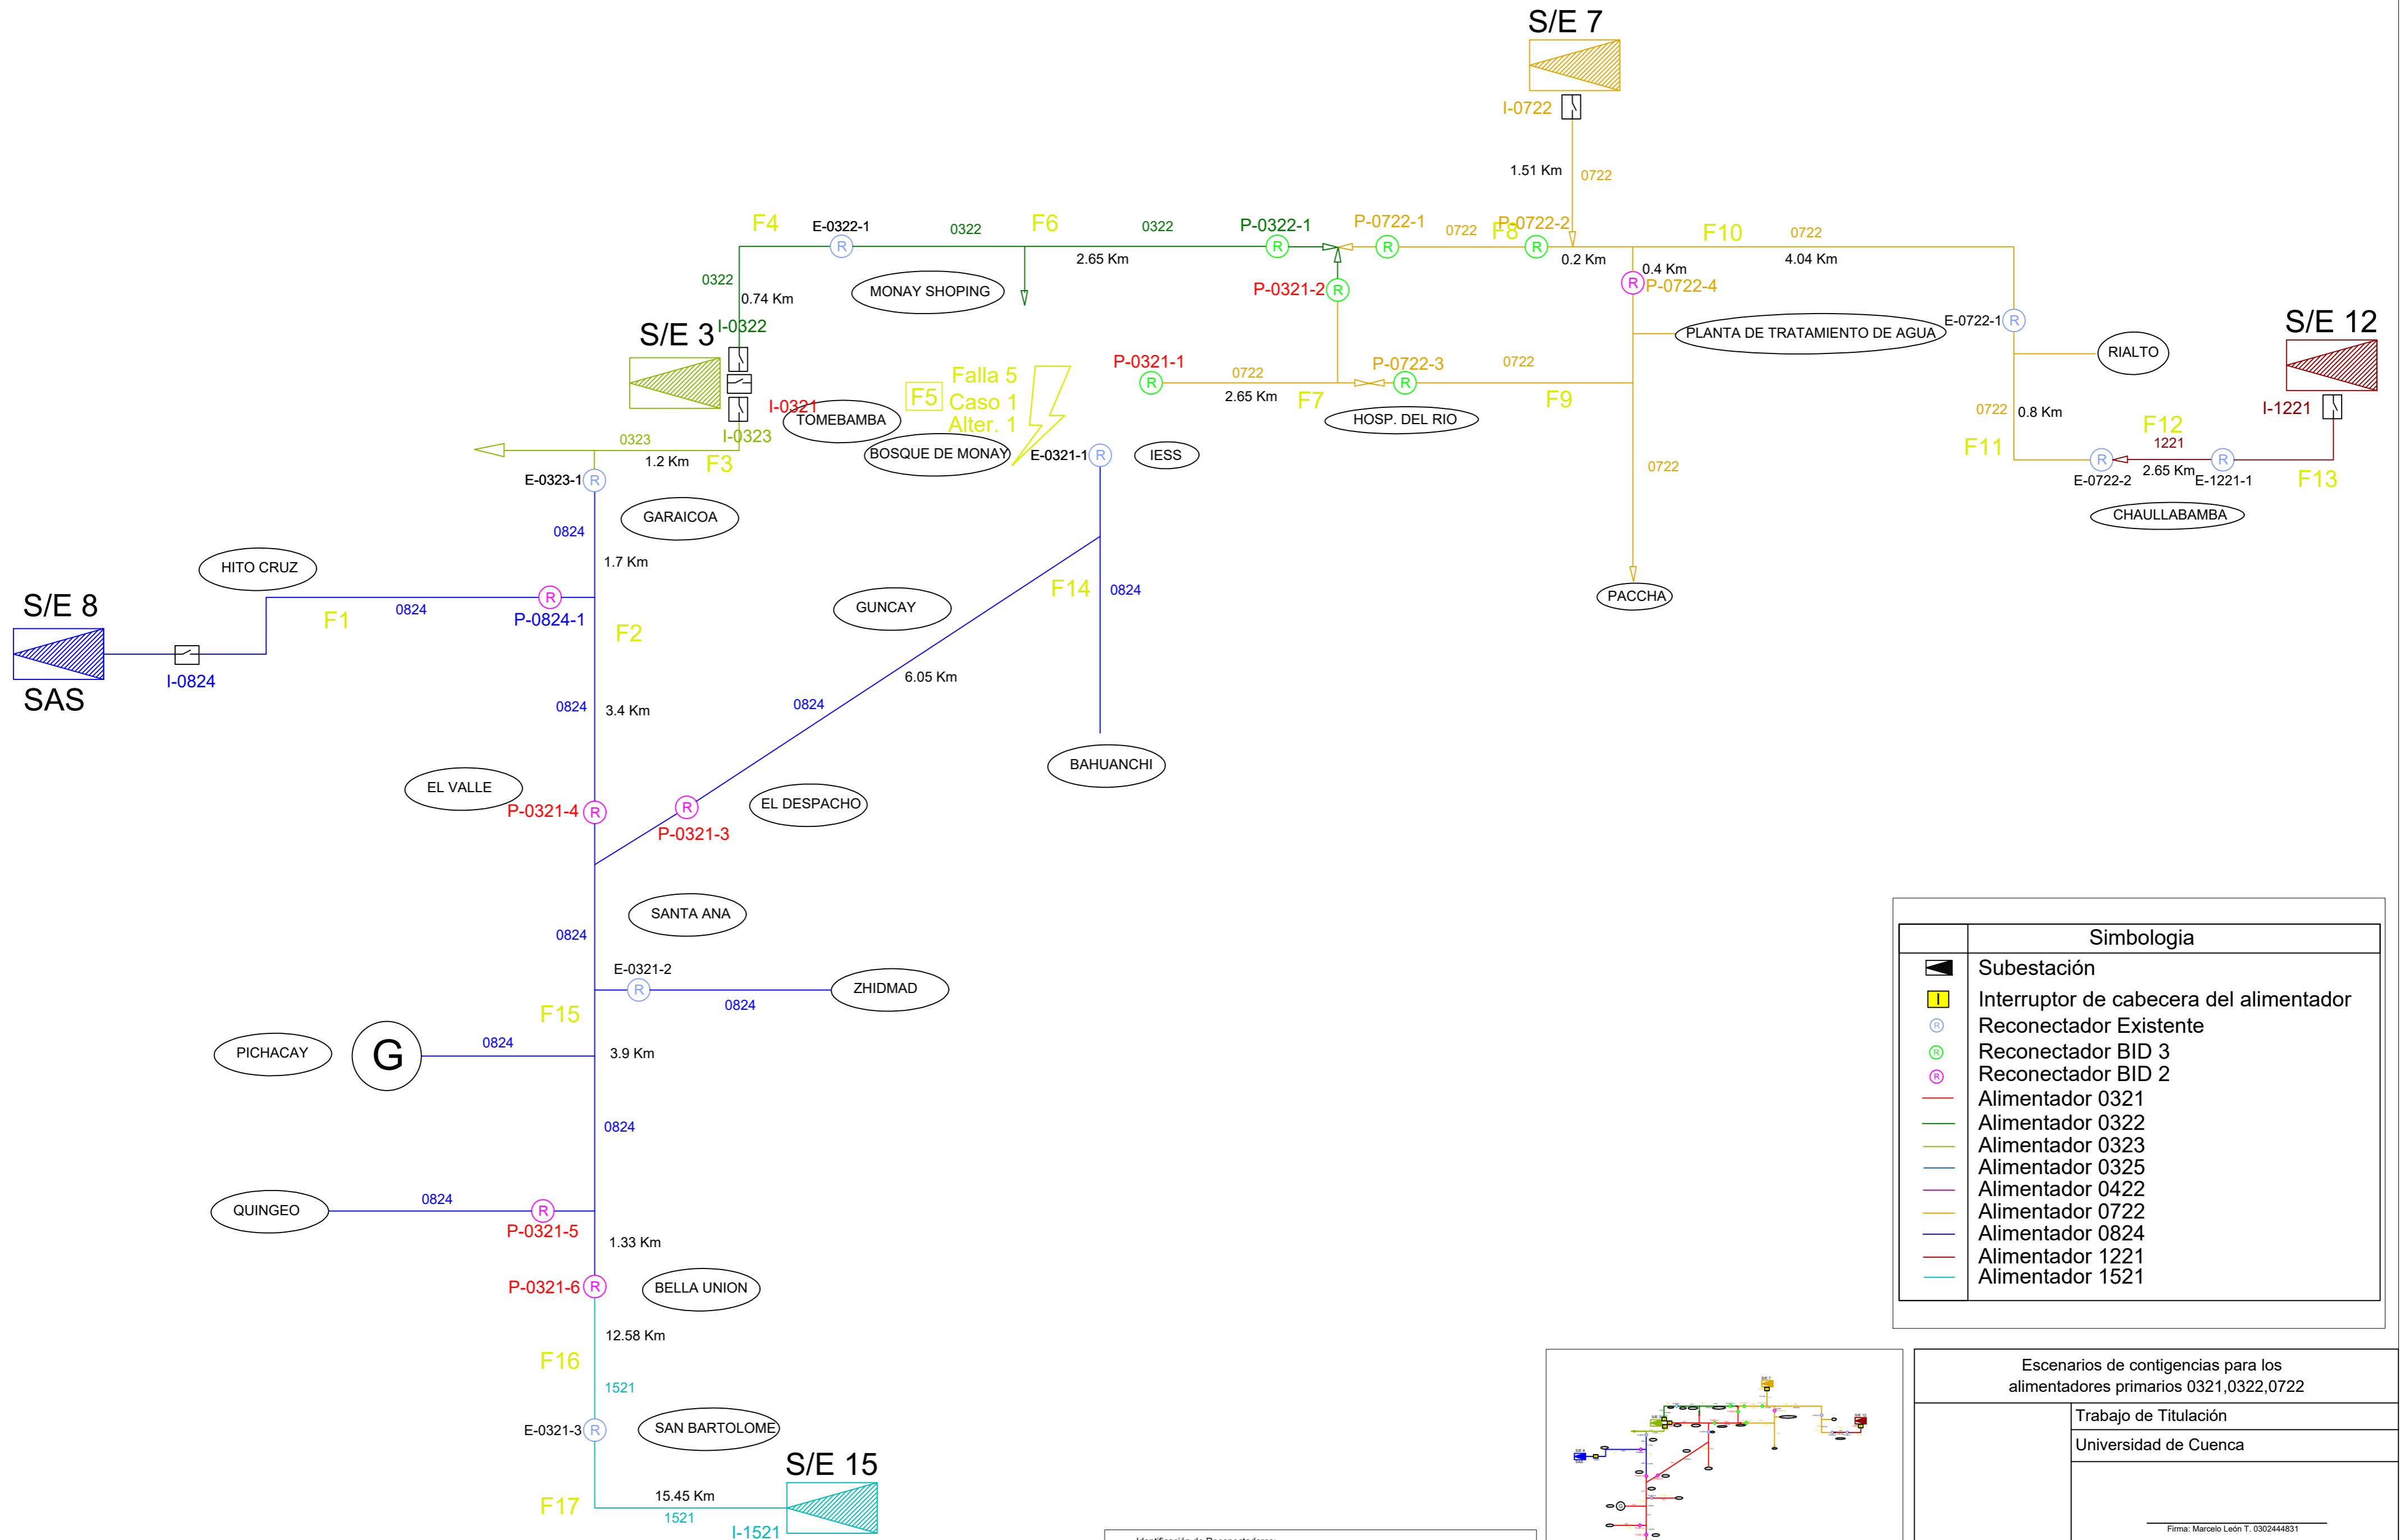 S/E 7
I-0722
1.51 Km
0722
F4
E-0322-1
R
0322
F6
0322
P-0322-1
R
P-0722-1
R
0722
F8
P-0722-2
R
F10
0722
2.65 Km
0.2 Km
0.4 Km
4.04 Km
0322
0.74 Km
MONAY SHOPING
P-0321-2
R
R
P-0722-4
S/E 3
I-0322
PLANTA DE TRATAMIENTO DE AGUA
E-0722-1
R
S/E 12
RIALTO
P-0321-1
R
0722
2.65 Km
F7
P-0722-3
R
0722
F9
Falla 5
F5
Caso 1
Alter. 1
I-0321
TOMEBAMBA
HOSP. DEL RIO
0722
0.8 Km
I-1221
F12
1221
I-0323
0323
1.2 Km
F3
BOSQUE DE MONAY
E-0321-1
R
IESS
0722
F11
R
2.65 Km
R
E-0722-2
E-1221-1
F13
E-0323-1
R
GARAICOA
CHAULLABAMBA
0824
1.7 Km
HITO CRUZ
F14
0824
PACCHA
S/E 8
F1
0824
R
P-0824-1
F2
GUNCAY
SAS
I-0824
0824
3.4 Km
0824
6.05 Km
BAHUANCHI
EL VALLE
P-0321-4
R
R
P-0321-3
EL DESPACHO
SANTA ANA
0824
E-0321-2
R
0824
ZHIDMAD
F15
PICHACAY
G
0824
3.9 Km
0824
QUINGEO
0824
R
P-0321-5
1.33 Km
P-0321-6
R
BELLA UNION
12.58 Km
F16
1521
E-0321-3
R
SAN BARTOLOME
S/E 15
F17
15.45 Km
1521
I-1521
Simbologia
Subestación
I
Interruptor de cabecera del alimentador
R
Reconectador Existente
R
Reconectador BID 3
R
Reconectador BID 2
Alimentador 0321
Alimentador 0322
Alimentador 0323
Alimentador 0325
Alimentador 0422
Alimentador 0722
Alimentador 0824
Alimentador 1221
Alimentador 1521
Escenarios de contigencias para los
alimentadores primarios 0321,0322,0722
Trabajo de Titulación
Universidad de Cuenca
Firma: Marcelo León T. 0302444831